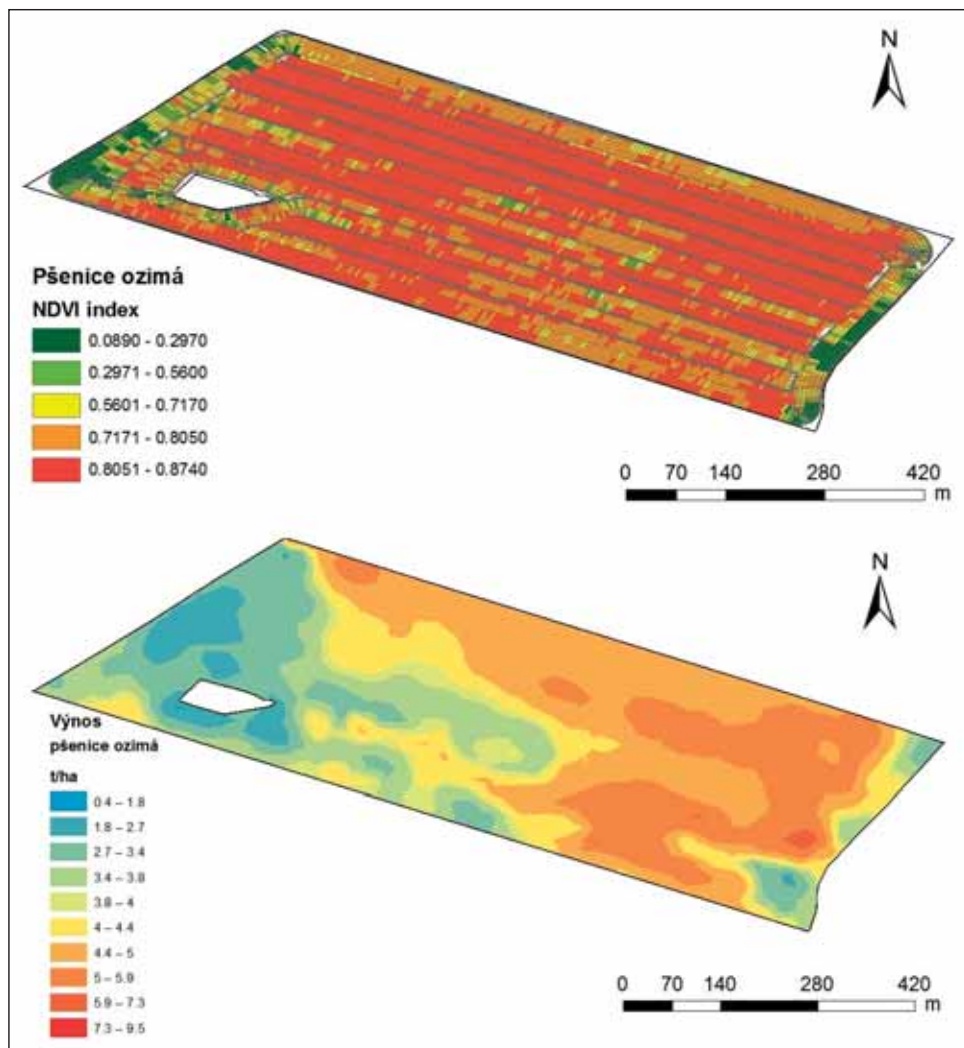 N
Pšenice ozimá
NDVI index
0.0890 - 0.2970
0.2971 - 0.5600
0.5601 - 0.7170
0.7171 - 0.8050
0.8051 - 0.8740
0 70 140 280 420
m
N
Výnos
pšenice ozimá
t/ha
0.4 – 1.8
1.8 – 2.7
2.7 – 3.4
3.4 – 3.8
3.8 – 4
4 – 4.4
4.4 – 5
5 – 5.9
5.9 – 7.3
7.3 – 9.5
0 70 140 280 420
m